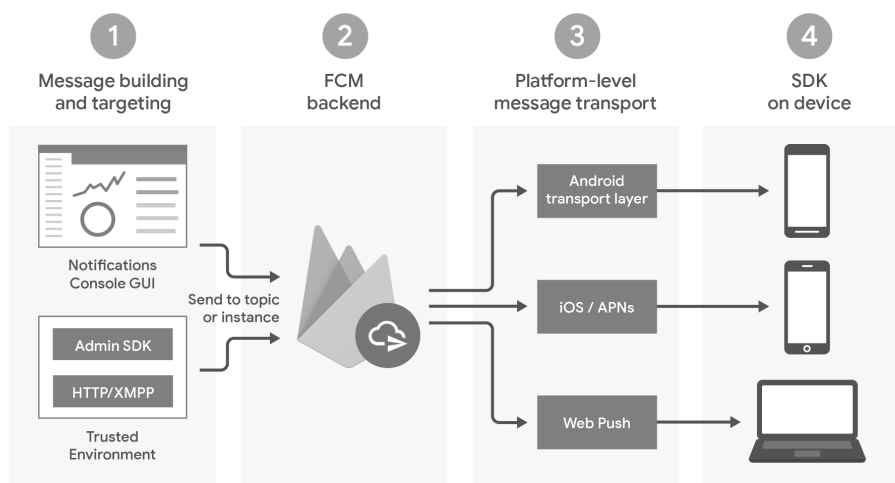 1
Message building
and targeting
2
FCM
backend
3
Platform-level
message transport
4
SDK
on device
Notifications
Console GUI
Send to topic
or instance
Admin SDK
HTTP/XMPP
Trusted
Environment
Android
transport layer
iOS / APNs
Web Push